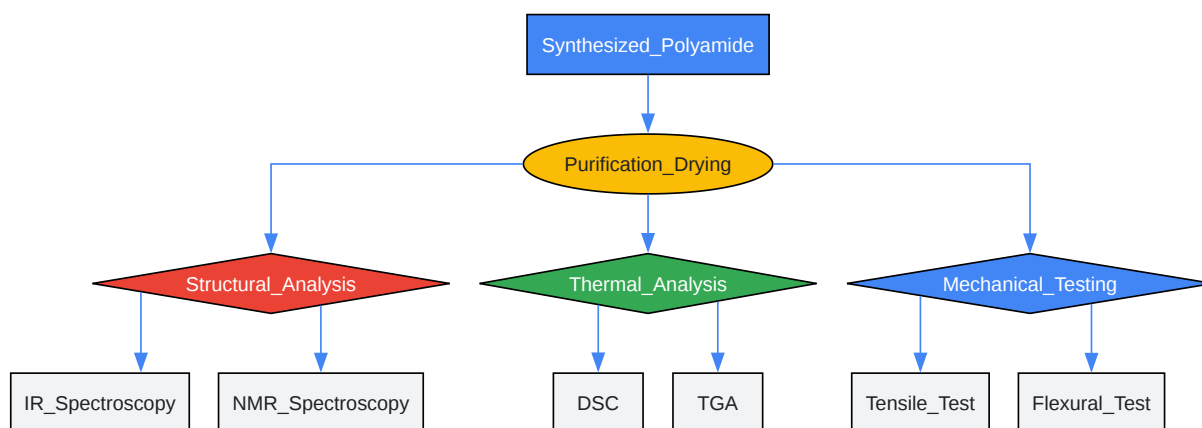 Synthesized_Polyamide
Purification_Drying
Structural_Analysis
Thermal_Analysis
Mechanical_Testing
IR_Spectroscopy
NMR_Spectroscopy
DSC
TGA
Tensile_Test
Flexural_Test